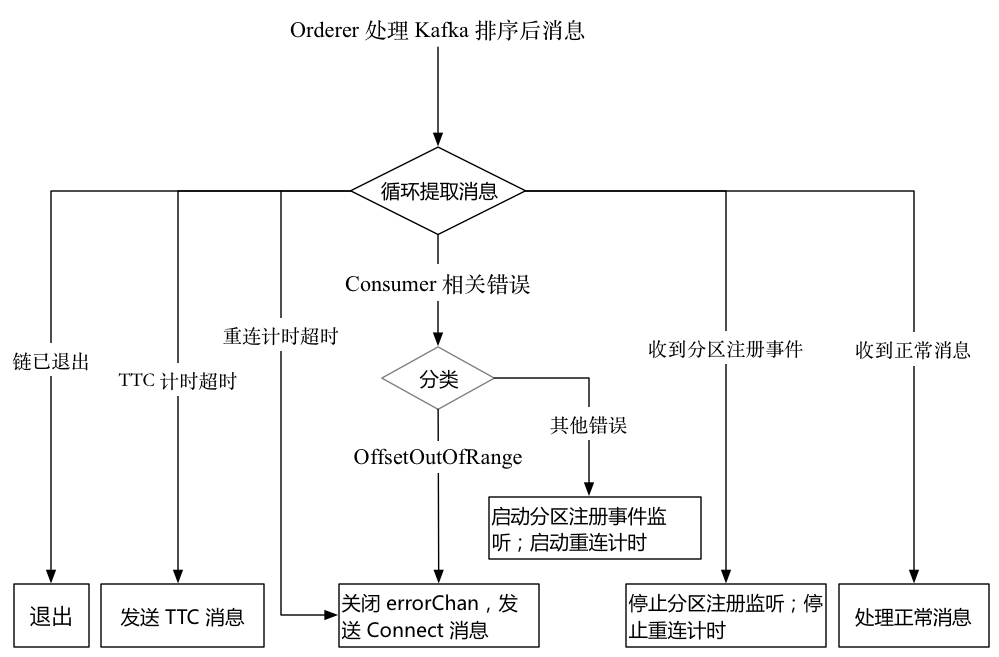 Orderer 处理 Kafka 排序后消息
循环提取消息
Consumer 相关错误
重连计时超时
链已退出
TTC 计时超时
收到分区注册事件
收到正常消息
分类
其他错误
OffsetOutOfRange
启动分区注册事件监
听；启动重连计时
退出
发送 TTC 消息
关闭 errorChan，发
送 Connect 消息
停止分区注册监听；停
止重连计时
处理正常消息